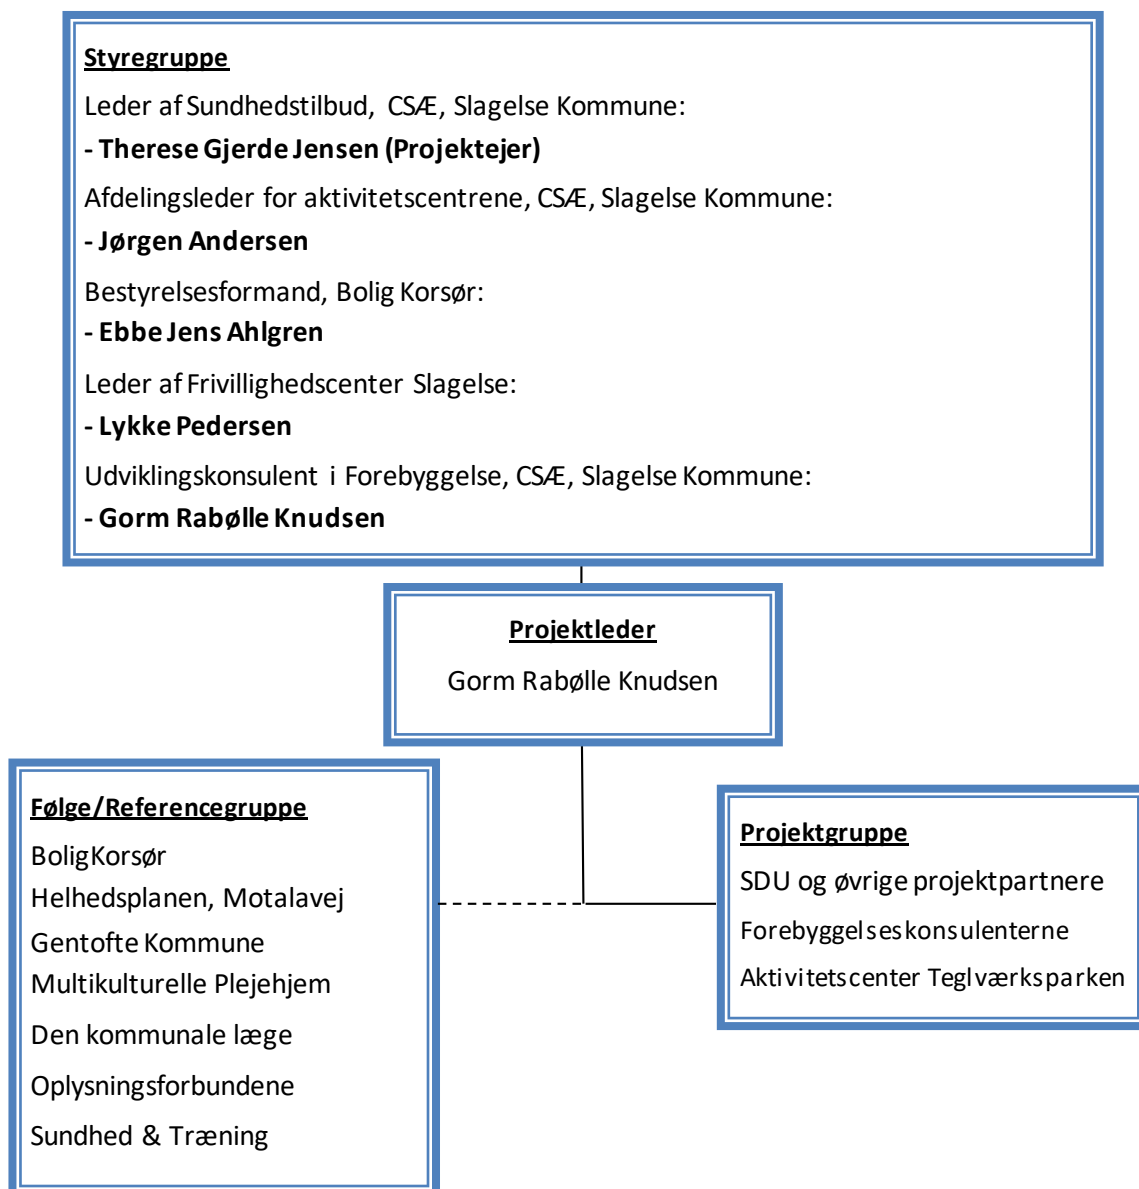 Styregruppe
Leder af Sundhedstilbud, CSÆ, Slagelse Kommune:
- Therese Gjerde Jensen (Projektejer)
Afdelingsleder for aktivitetscentrene, CSÆ, Slagelse Kommune:
- Jørgen Andersen
Bestyrelsesformand, Bolig Korsør:
- Ebbe Jens Ahlgren
Leder af Frivillighedscenter Slagelse:
- Lykke Pedersen
Udviklingskonsulent i Forebyggelse, CSÆ, Slagelse Kommune:
- Gorm Rabølle Knudsen
Projektleder
Gorm Rabølle Knudsen
Følge/Referencegruppe
BoligKorsør
Helhedsplanen, Motalavej
Gentofte Kommune
Multikulturelle Plejehjem
Den kommunale læge
Oplysningsforbundene
Sundhed & Træning
Projektgruppe
SDU og øvrige projektpartnere
Forebyggelseskonsulenterne
Aktivitetscenter Teglværksparken